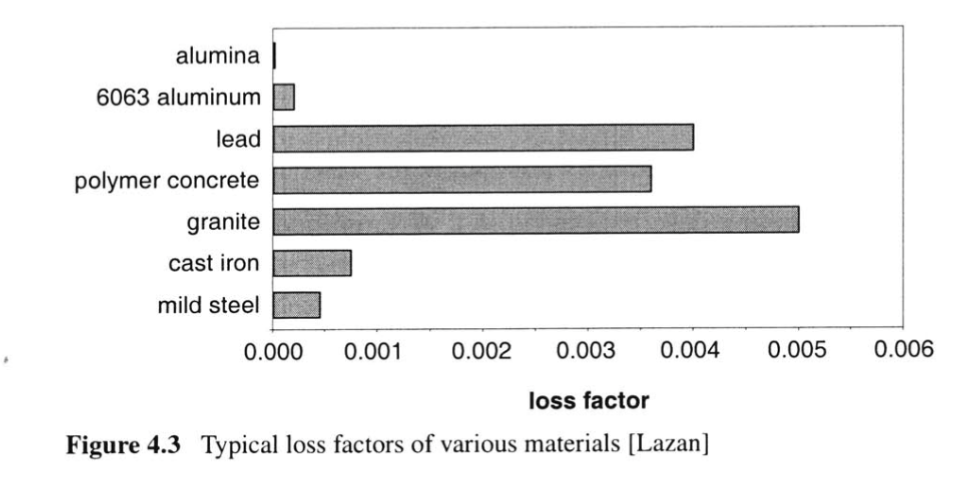 alumina
6063 aluminum
lead
polymer concrete
granite
cast iron
mild steel
0.000 0.001 0.002 0.003 0.004 0.005 0.006
loss factor
Figure 4.3 Typical loss factors of various materials [Lazan]